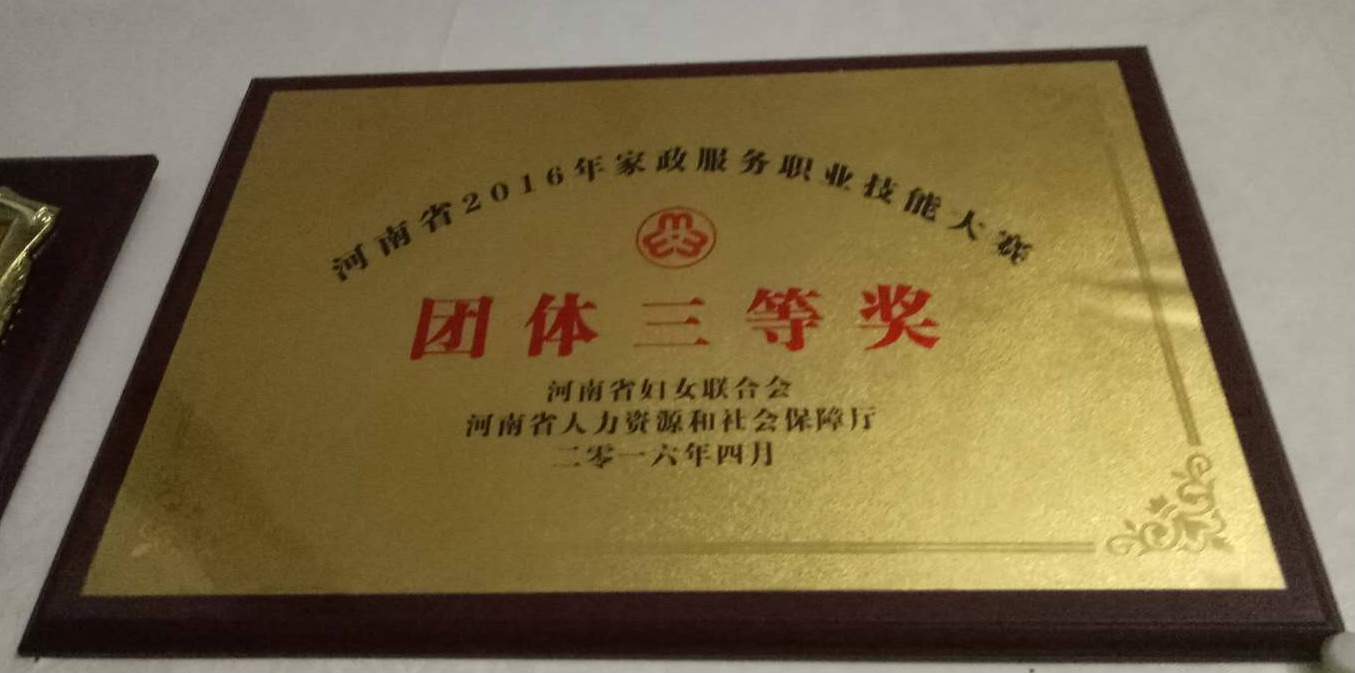 河南省2016年家政服务职业技能大赛
团体三等奖
河南省妇女联合会
河南省人力资源和社会保障厅
二零一六年四月